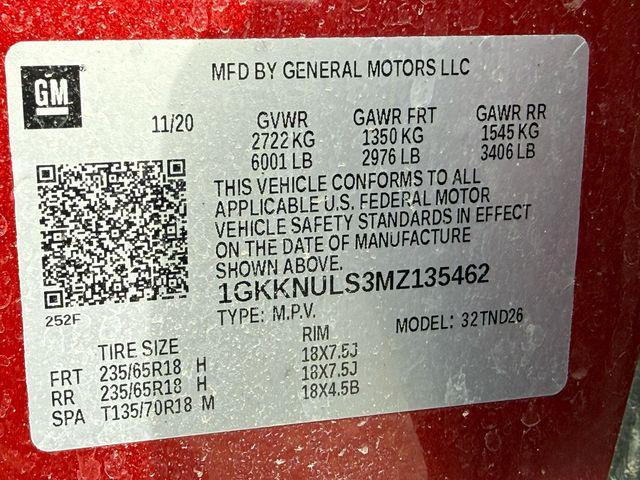 GM
MFD BY GENERAL MOTORS LLC
11/20 GVWR GAWR FRT GAWR RR
2722 KG 1350 KG 1545 KG
6001 LB 2976 LB 3406 LB
THIS VEHICLE CONFORMS TO ALL
APPLICABLE U.S. FEDERAL MOTOR
VEHICLE SAFETY STANDARDS IN EFFECT
ON THE DATE OF MANUFACTURE
SHOWN ABOVE.
1GKKNULS3MZ135462
252F
TYPE: M.P.V. MODEL: 32TND26
TIRE SIZE RIM
FRT 235/65R18 H 18X7.5J
RR 235/65R18 H 18X7.5J
SPA T135/70R18 M 18X4.5B